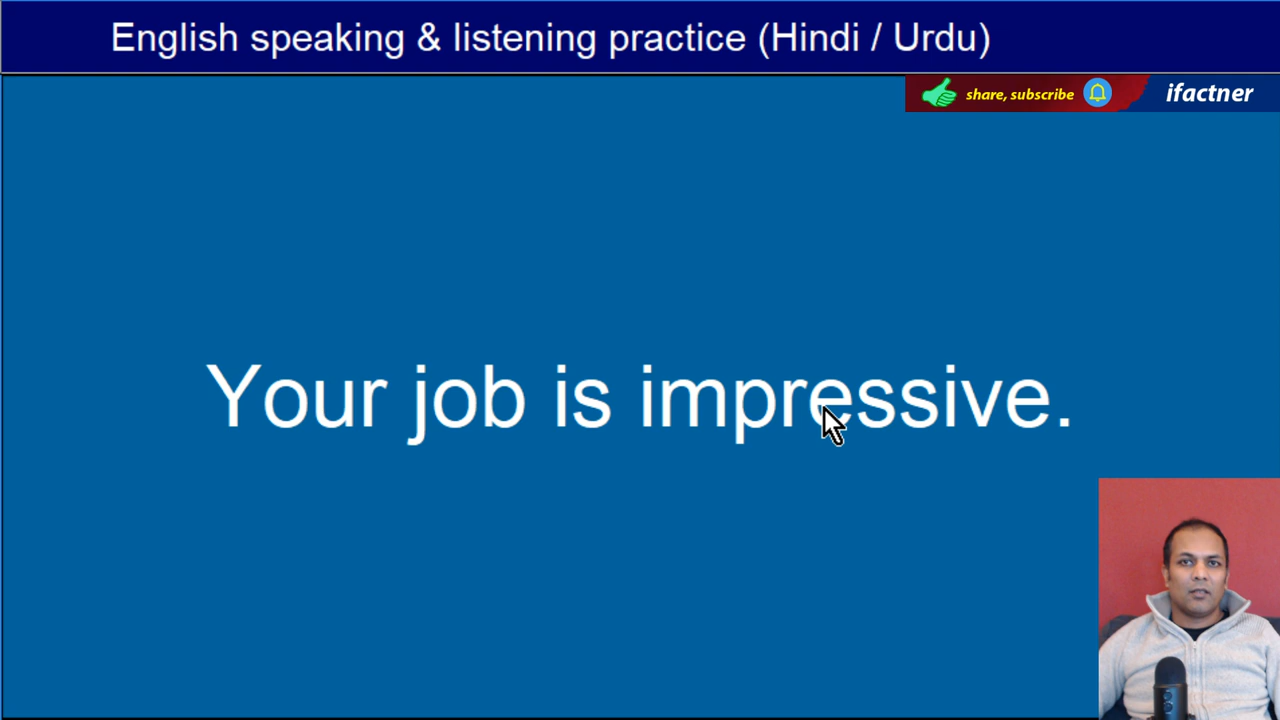 English speaking & listening practice (Hindi / Urdu)
share, subscribe
ifactner
Your job is impressive.